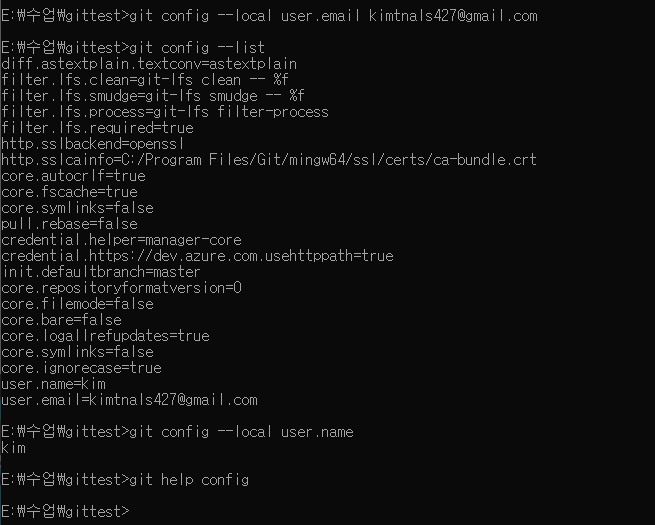 E:₩수업₩gittest>git config --local user.email kimtnals427@gmail.com
E:₩수업₩gittest>git config --list
diff.astextplain.textconv=astextplain
filter.lfs.clean=git-lfs clean -- %f
filter.lfs.smudge=git-lfs smudge -- %f
filter.lfs.process=git-lfs filter-process
filter.lfs.required=true
http.sslbackend=openssl
http.sslcainfo=C:/Program Files/Git/mingw64/ssl/certs/ca-bundle.crt
core.autocrlf=true
core.fscache=true
core.symlinks=false
pull.rebase=false
credential.helper=manager-core
credential.https://dev.azure.com.usehttppath=true
init.defaultbranch=master
core.repositoryformatversion=0
core.filemode=false
core.bare=false
core.logallrefupdates=true
core.symlinks=false
core.ignorecase=true
user.name=kim
user.email=kimtnals427@gmail.com
E:₩수업₩gittest>git config --local user.name
kim
E:₩수업₩gittest>git help config
E:₩수업₩gittest>